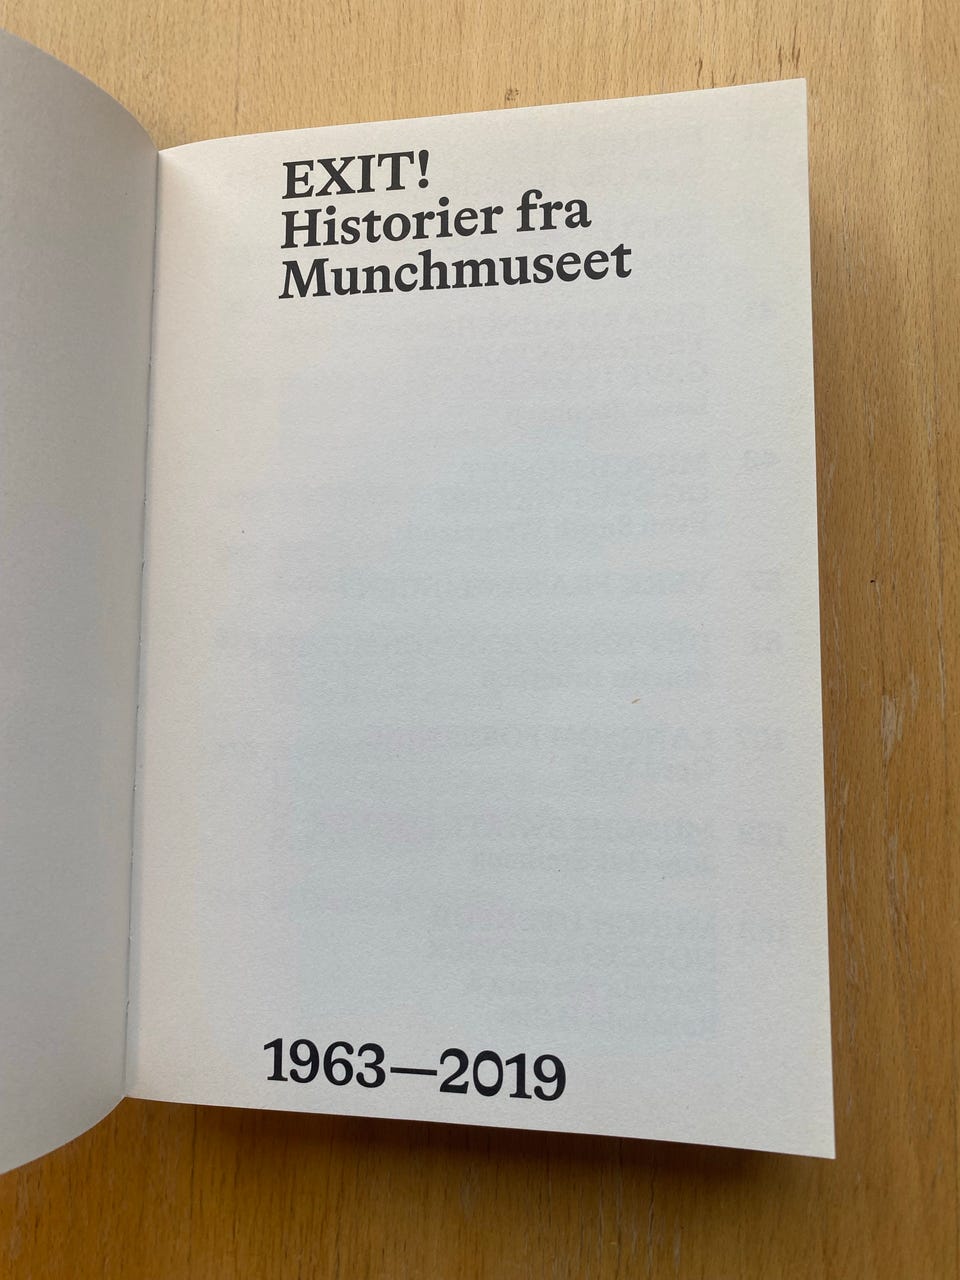 EXIT!
Historier fra
Munchmuseet
1963—2019